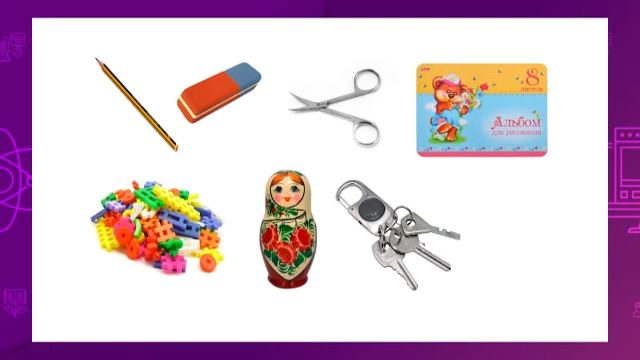 8
листов
Альбом
для рисования